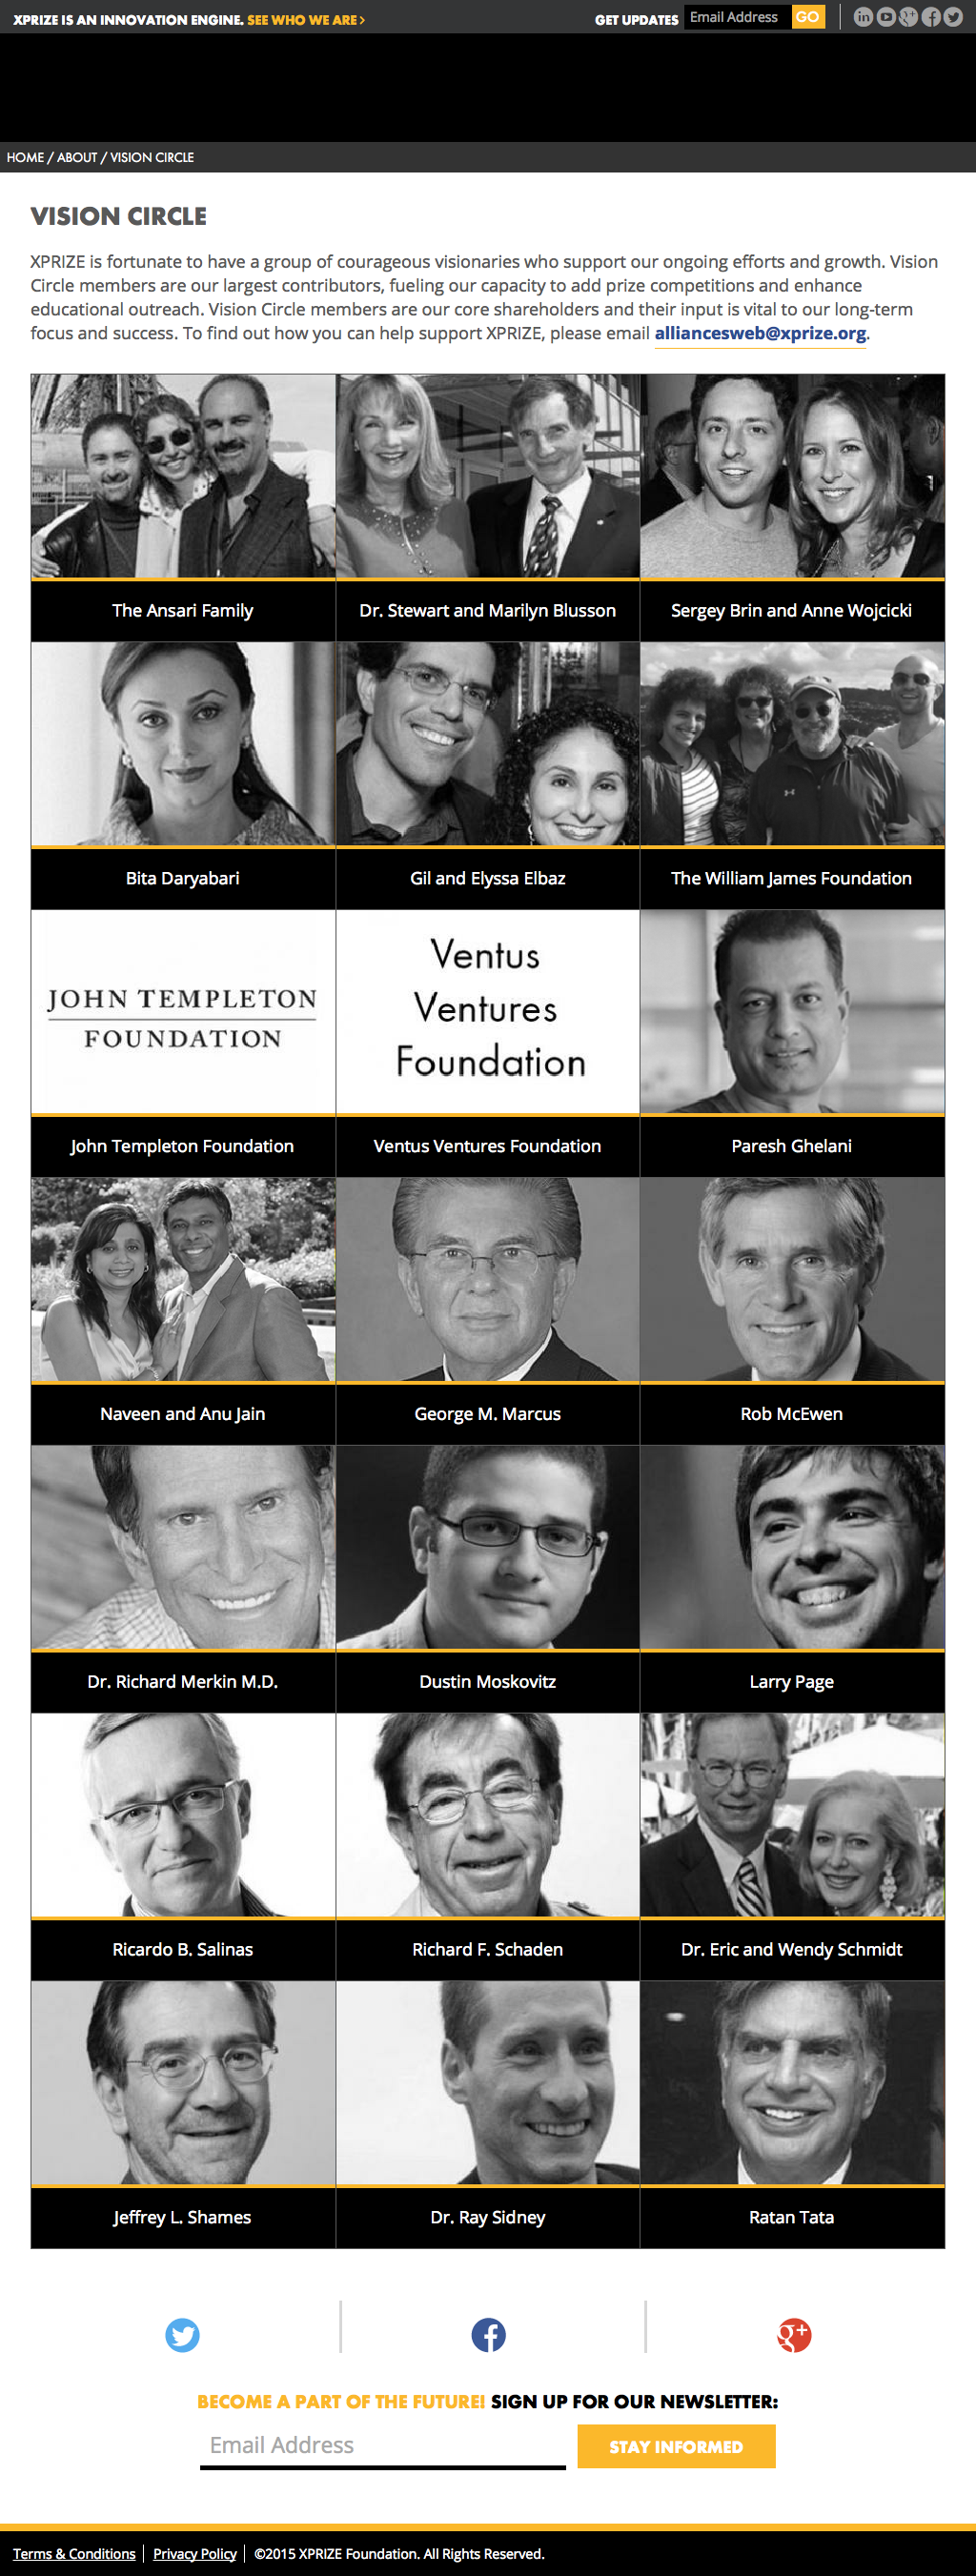 XPRIZE IS AN INNOVATION ENGINE. SEE WHO WE ARE > GET UPDATES Email Address GO
HOME / ABOUT / VISION CIRCLE
VISION CIRCLE
XPRIZE is fortunate to have a group of courageous visionaries who support our ongoing efforts and growth. Vision
Circle members are our largest contributors, fueling our capacity to add prize competitions and enhance
educational outreach. Vision Circle members are our core shareholders and their input is vital to our long-term
focus and success. To find out how you can help support XPRIZE, please email alliancesweb@xprize.org.
The Ansari Family
Dr. Stewart and Marilyn Blusson
Sergey Brin and Anne Wojcicki
Bita Daryabari
Gil and Elyssa Elbaz
The William James Foundation
JOHN TEMPLETON
FOUNDATION
Ventus
Ventures
Foundation
John Templeton Foundation
Ventus Ventures Foundation
Paresh Ghelani
Naveen and Anu Jain
George M. Marcus
Rob McEwen
Dr. Richard Merkin M.D.
Dustin Moskovitz
Larry Page
Ricardo B. Salinas
Richard F. Schaden
Dr. Eric and Wendy Schmidt
Jeffrey L. Shames
Dr. Ray Sidney
Ratan Tata
BECOME A PART OF THE FUTURE! SIGN UP FOR OUR NEWSLETTER:
Email Address
STAY INFORMED
Terms & Conditions Privacy Policy ©2015 XPRIZE Foundation. All Rights Reserved.